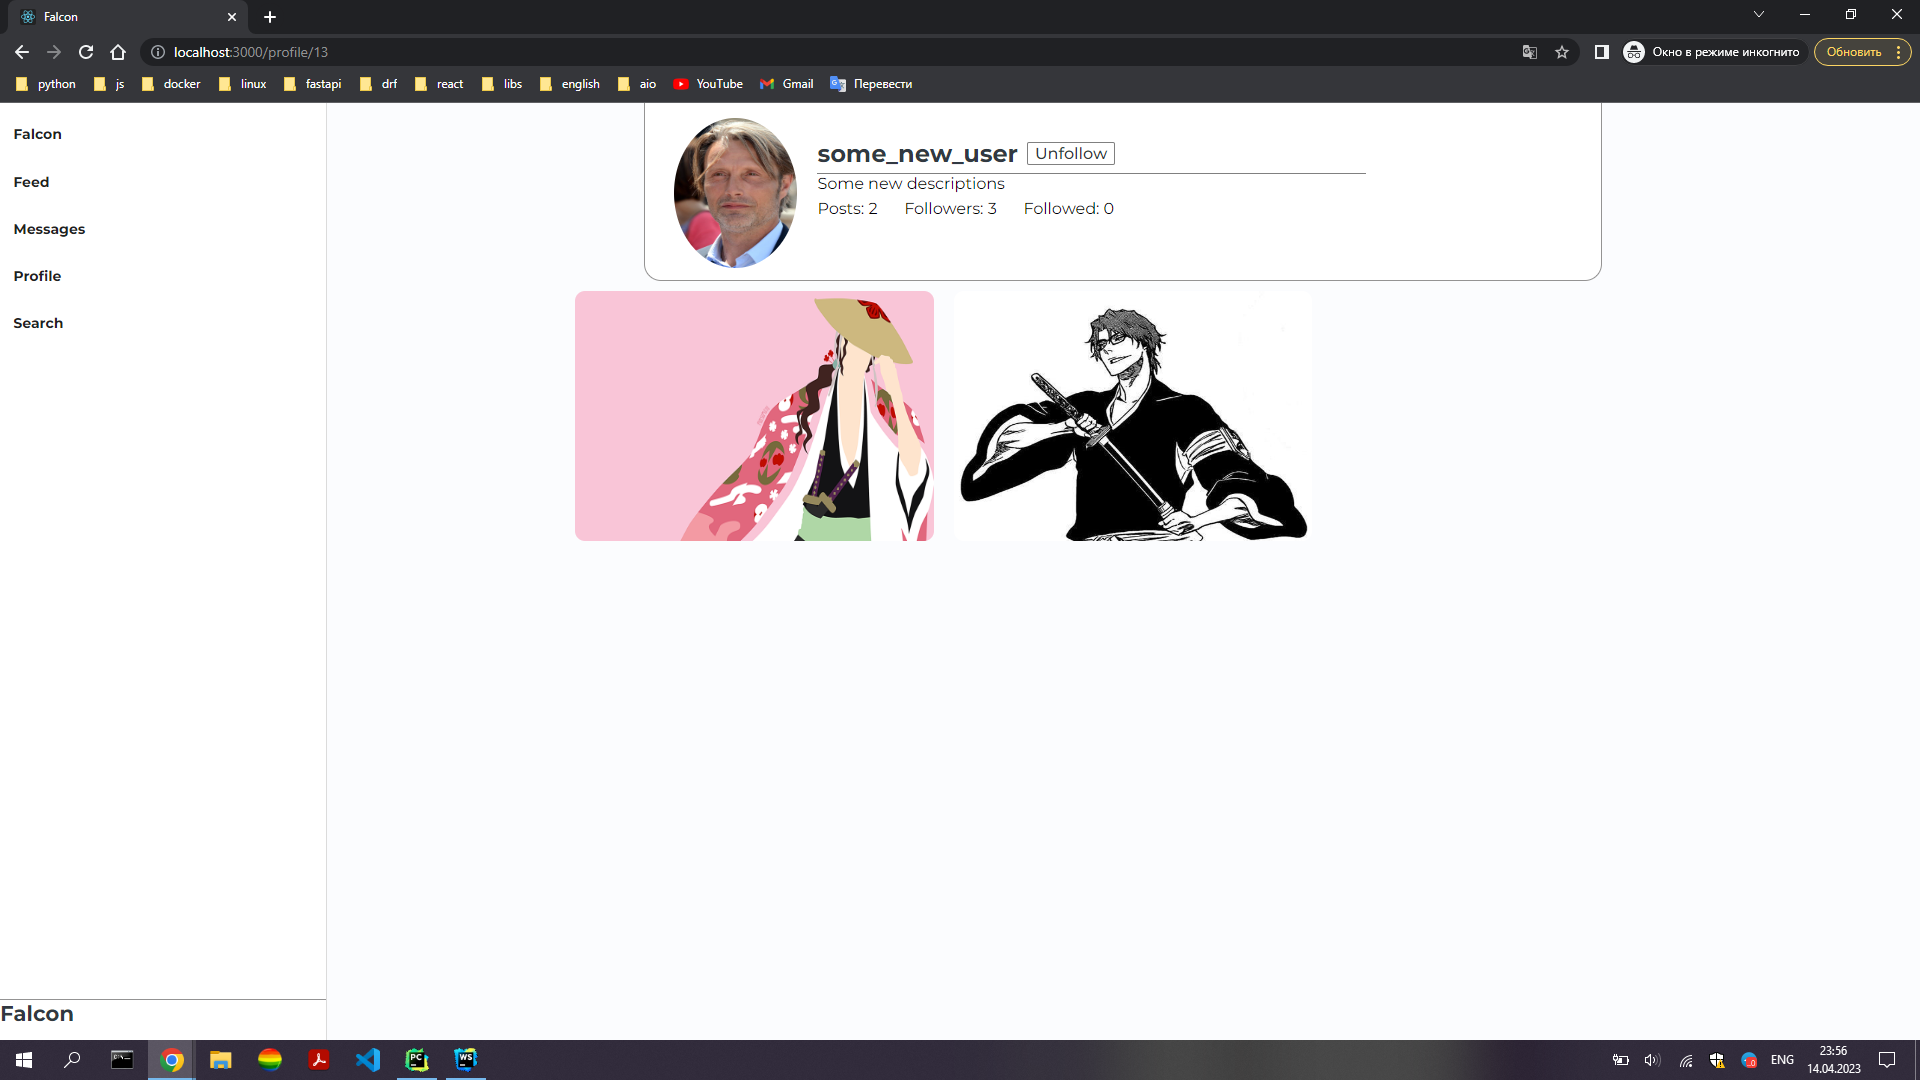 Falcon
localhost:3000/profile/13
Окно в режиме инкогнито
Обновить
python js docker linux fastapi drf react libs english aio YouTube Gmail Перевести
Falcon
Feed
Messages
Profile
Search
some_new_user Unfollow
Some new descriptions
Posts: 2 Followers: 3 Followed: 0
Falcon
ENG
23:56
14.04.2023